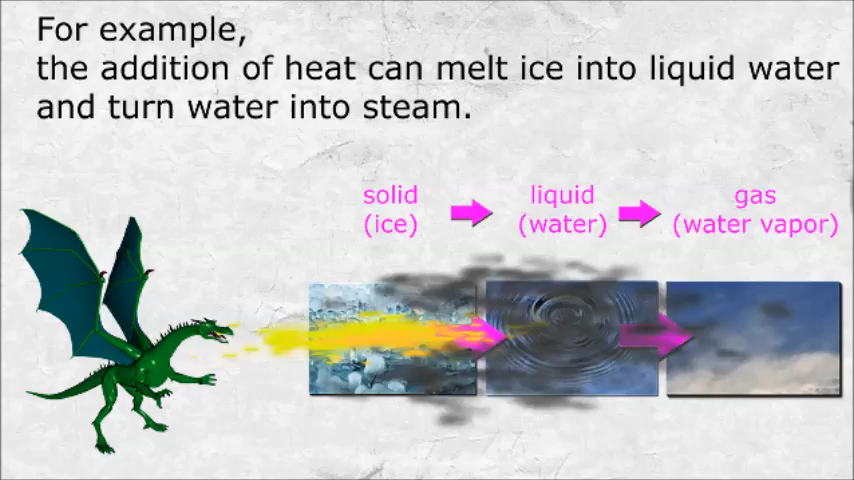 For example,
the addition of heat can melt ice into liquid water
and turn water into steam.
solid liquid gas
(ice) (water) (water vapor)